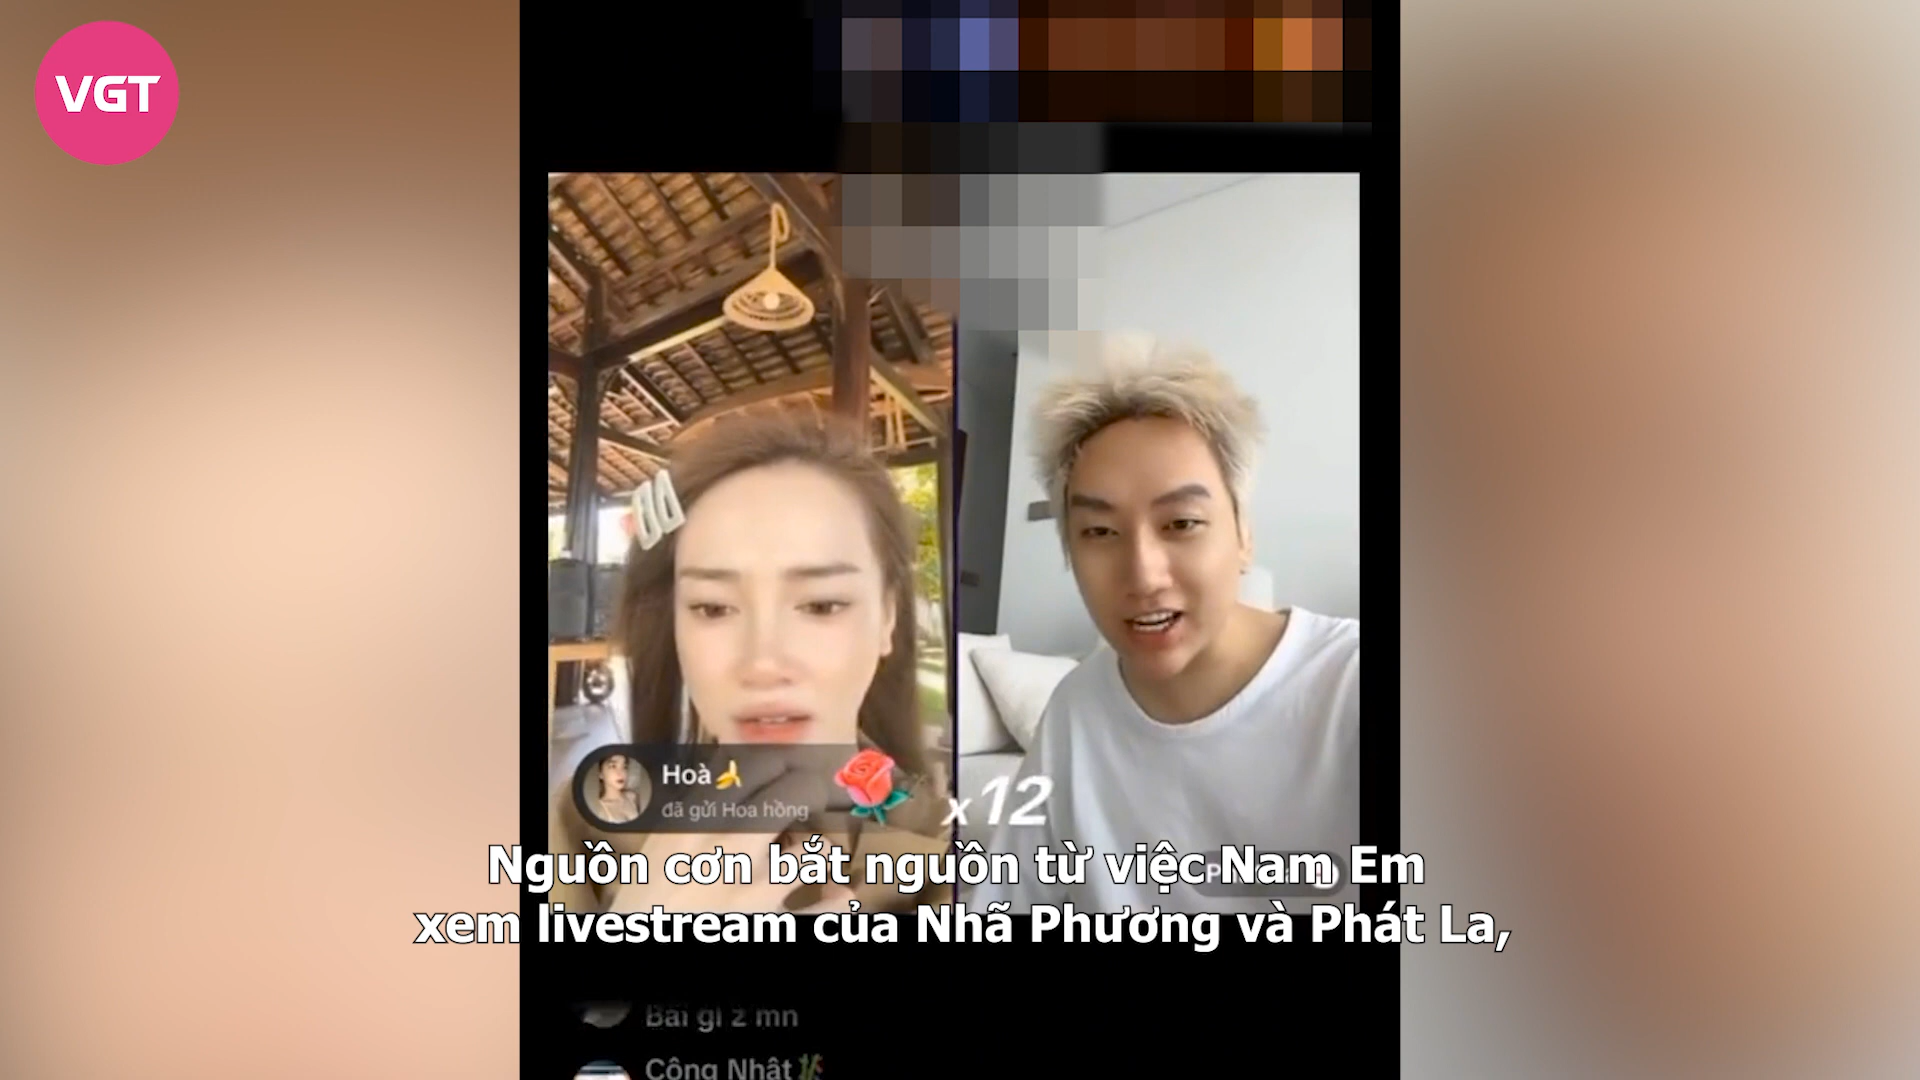 VGT
Hoà🍌
đã gửi Hoa hồng
x12
Nguồn cơn bắt nguồn từ việc Nam Em
xem livestream của Nhã Phương và Phát La,
Bài gì 2 mn
Công Nhật